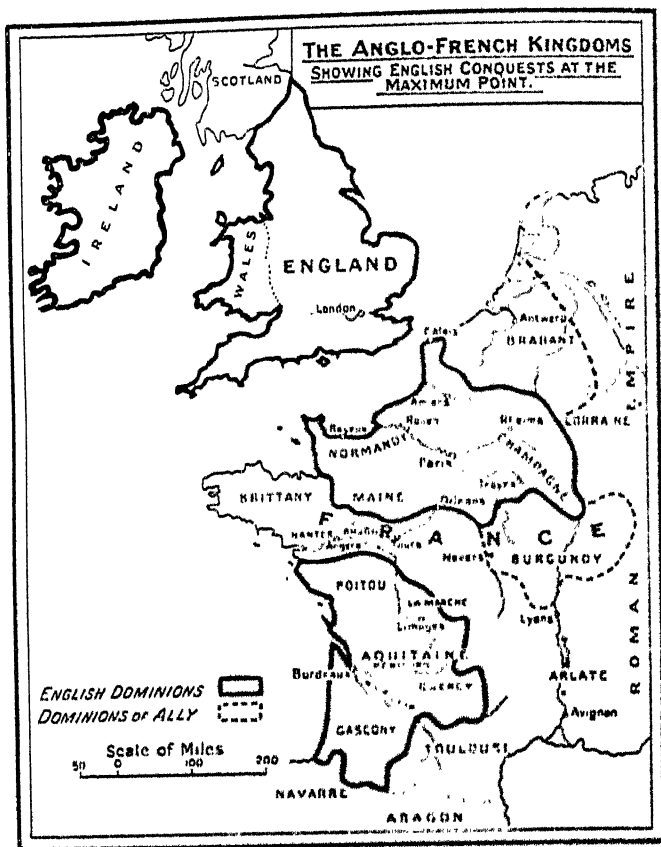 THE ANGLO-FRENCH KINGDOMS
SHOWING ENGLISH CONQUESTS AT THE
MAXIMUM POINT.
SCOTLAND
IRELAND
WALES
ENGLAND
London
EMPIRE
Antwerp
BRABANT
Calais
LORRAINE
Amiens
Rouen
Rheims
Bayeux
NORMANDY
CHAMPAGNE
Paris
Troyes
BRITTANY
MAINE
Orleans
FRANCE
Angers
Tours
Nevers
BURGUNDY
POITOU
LA MARCHE
Lyons
Limoges
ROMAN
AQUITAINE
Bordeaux
QUERCY
ARLATE
ENGLISH DOMINIONS
DOMINIONS OF ALLY
Avignon
GASCONY
Scale of Miles
50 0 100 200
TOULOUSE
NAVARRE
ARAGON